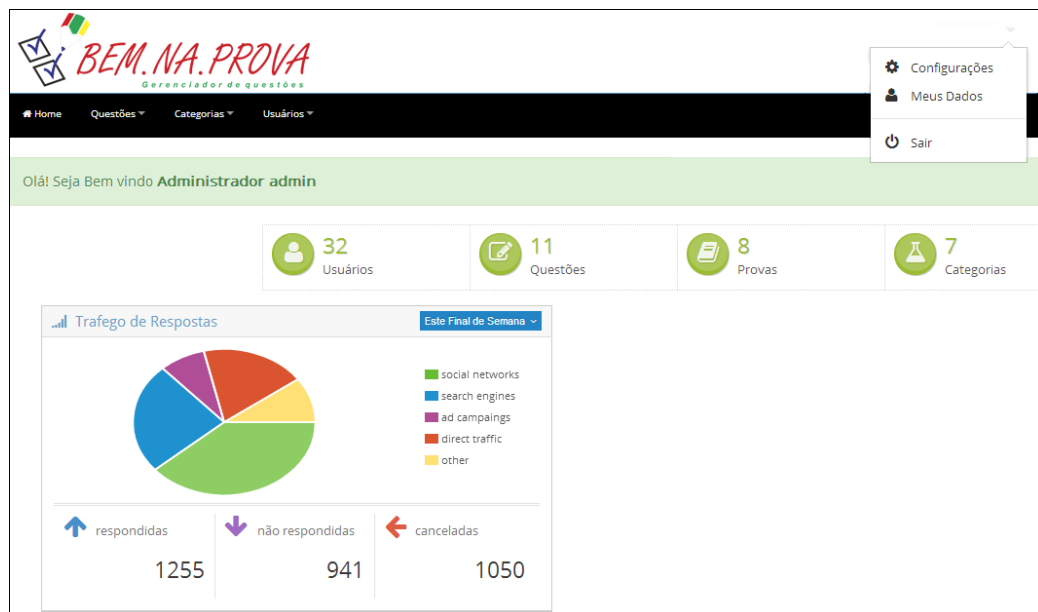 BEM.NA.PROVA
Gerenciador de questões
Configurações
Meus Dados
Sair
Home Questões Categorias Usuários
Olá! Seja Bem vindo Administrador admin
32 Usuários
11 Questões
8 Provas
7 Categorias
Trafego de Respostas
Este Final de Semana
social networks
search engines
ad campaings
direct traffic
other
respondidas não respondidas canceladas
1255 941 1050